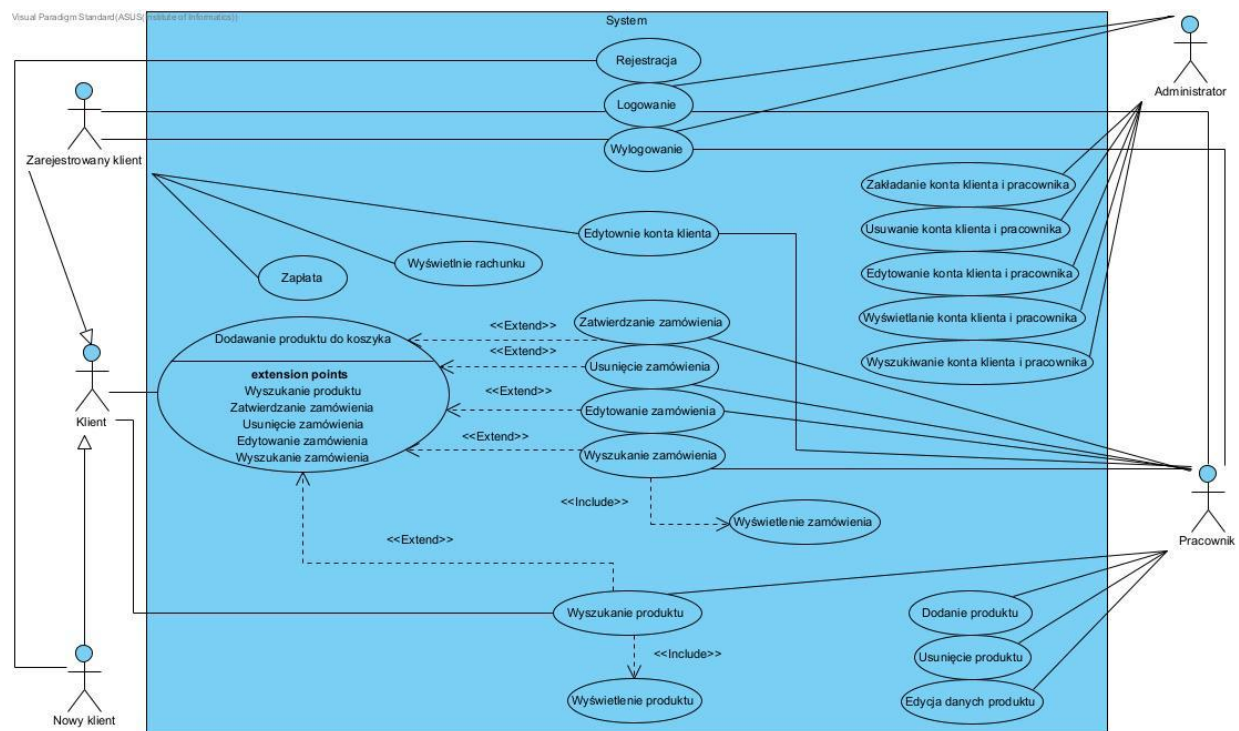 Visual Paradigm Standard(ASUS(Institute of Informatics))
System
Rejestracja
Administrator
Logowanie
Zarejestrowany klient
Wylogowanie
Zakładanie konta klienta i pracownika
Usuwanie konta klienta i pracownika
Edytownie konta klienta
Edytowanie konta klienta i pracownika
Wyświetlnie rachunku
Zapłata
Wyświetlanie konta klienta i pracownika
Wyszukiwanie konta klienta i pracownika
<<Extend>>
Zatwierdzanie zamówienia
Dodawanie produktu do koszyka
<<Extend>>
Usunięcie zamówienia
extension points
Wyszukanie produktu
Zatwierdzanie zamówienia
Usunięcie zamówienia
Edytowanie zamówienia
Wyszukanie zamówienia
<<Extend>>
Edytowanie zamówienia
Klient
<<Extend>>
Wyszukanie zamówienia
<<Include>>
Wyświetlenie zamówienia
<<Extend>>
Pracownik
Wyszukanie produktu
Dodanie produktu
<<Include>>
Usunięcie produktu
Wyświetlenie produktu
Edycja danych produktu
Nowy klient